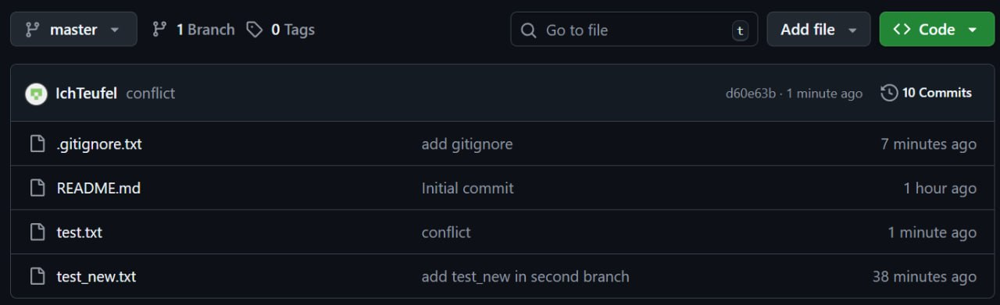 master 1 Branch 0 Tags Go to file t Add file Code
IchTeufel conflict d60e63b · 1 minute ago 10 Commits
.gitignore.txt add gitignore 7 minutes ago
README.md Initial commit 1 hour ago
test.txt conflict 1 minute ago
test_new.txt add test_new in second branch 38 minutes ago